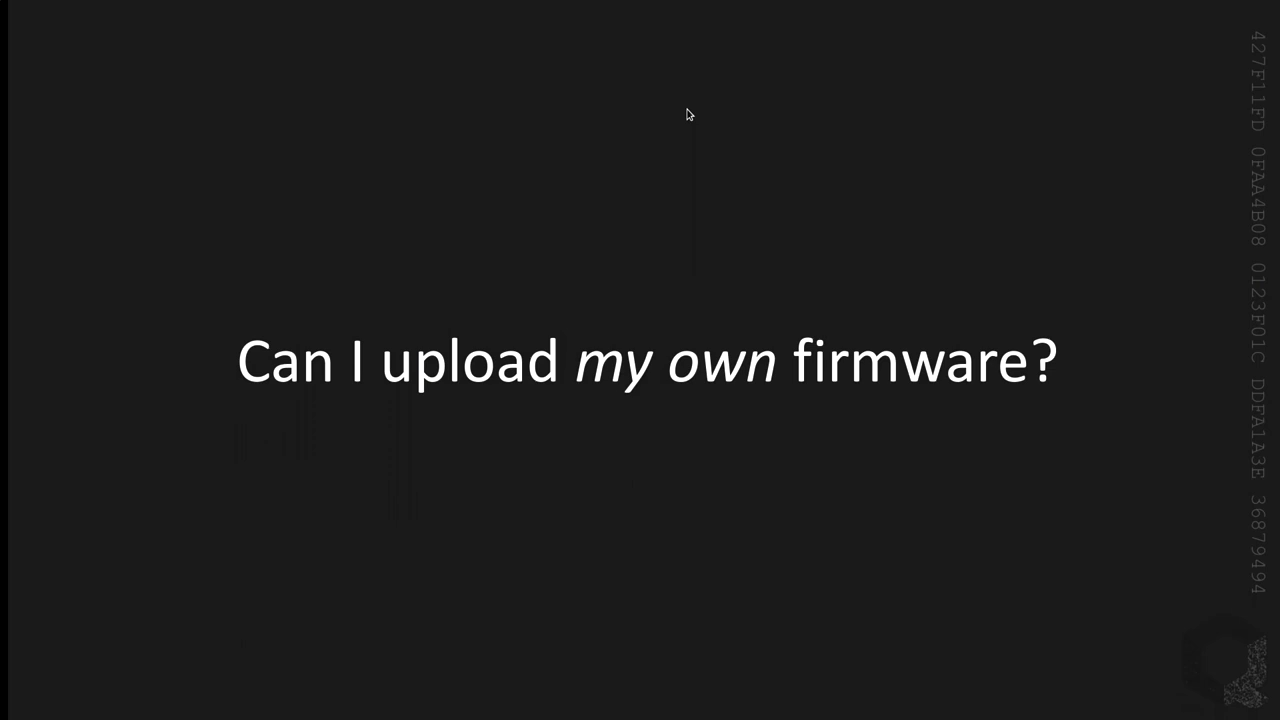 Can I upload my own firmware?
427F11FD 0FAA4B08 0123F01C DDFA1A3E 36879494